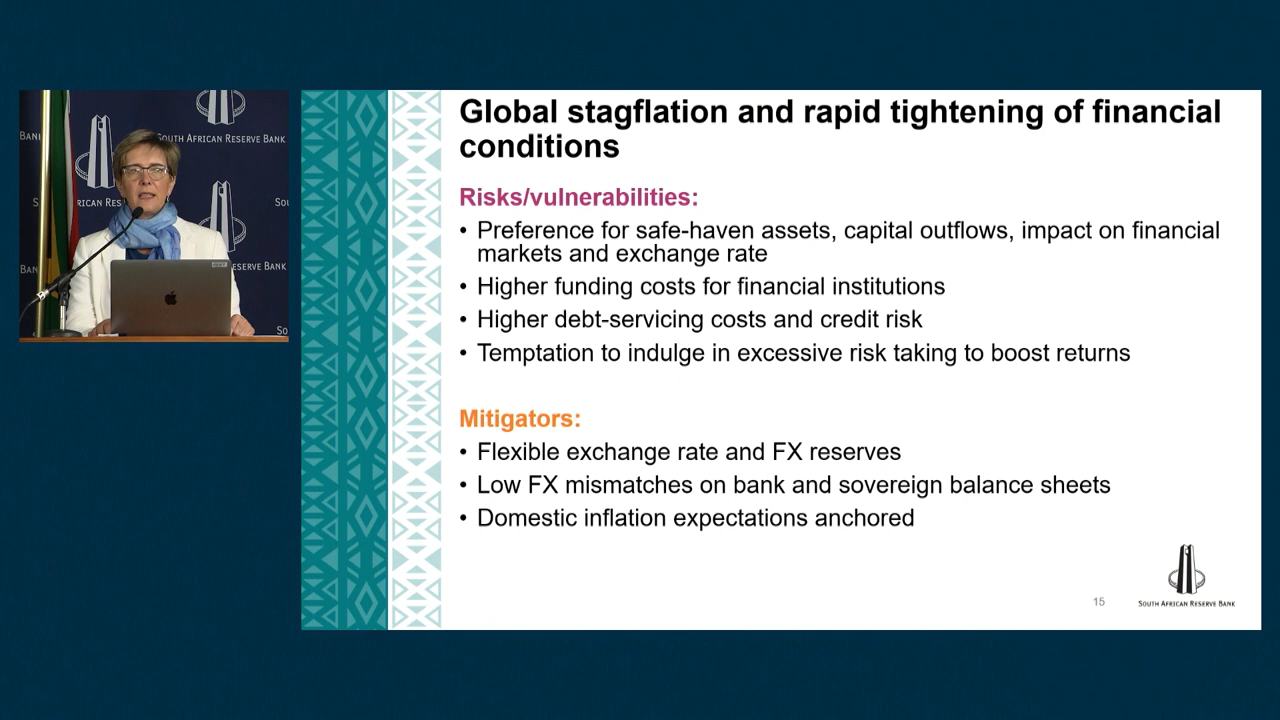 SOUTH AFRICAN RESERVE BANK
Global stagflation and rapid tightening of financial
conditions
Risks/vulnerabilities:
• Preference for safe-haven assets, capital outflows, impact on financial
markets and exchange rate
• Higher funding costs for financial institutions
• Higher debt-servicing costs and credit risk
• Temptation to indulge in excessive risk taking to boost returns
Mitigators:
• Flexible exchange rate and FX reserves
• Low FX mismatches on bank and sovereign balance sheets
• Domestic inflation expectations anchored
15
SOUTH AFRICAN RESERVE BANK